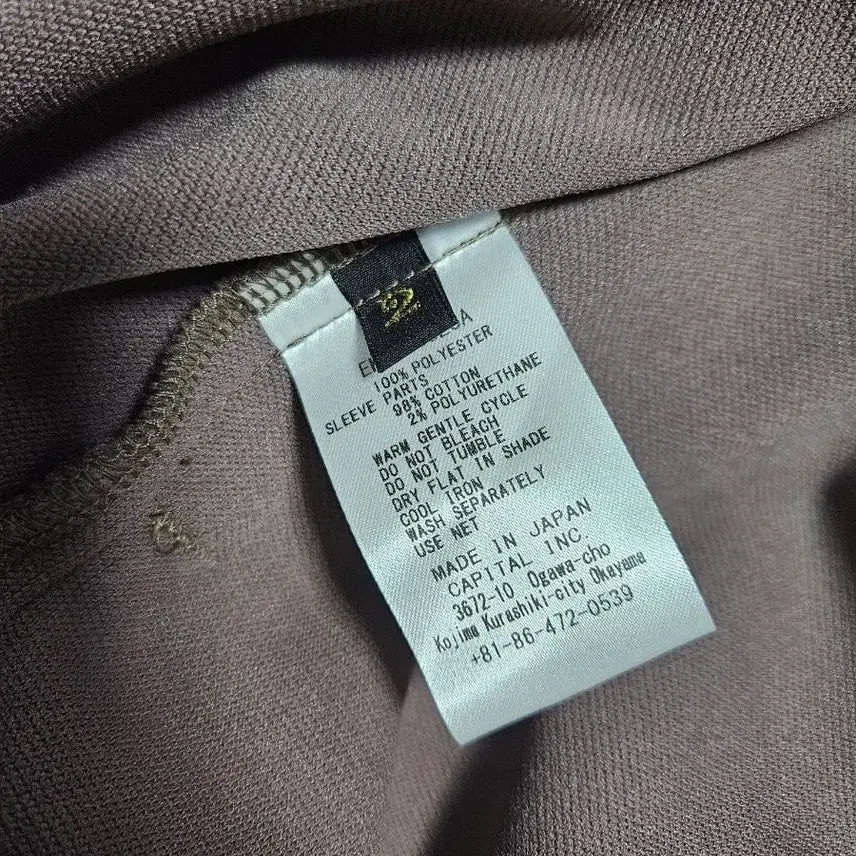 100% POLYESTER
SLEEVE PARTS
98% COTTON
2% POLYURETHANE
WARM GENTLE CYCLE
DO NOT BLEACH
DO NOT TUMBLE
DRY FLAT IN SHADE
COOL IRON
WASH SEPARATELY
USE NET
MADE IN JAPAN
CAPITAL INC.
3672-10 Ogawa-cho
Kojima Kurashiki-city Okayama
+81-86-472-0539